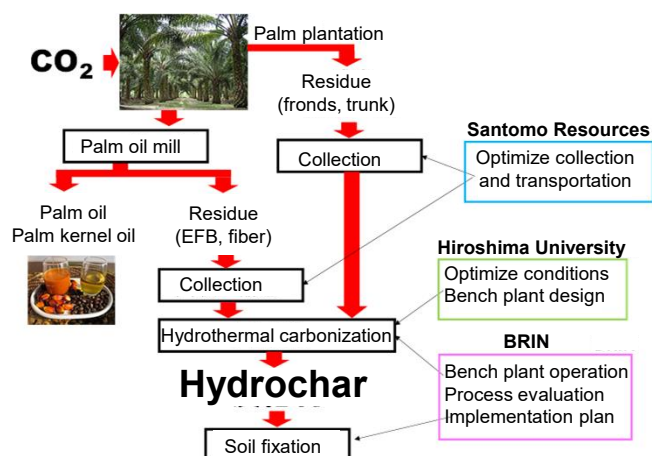 Palm plantation
CO₂
Residue
(fronds, trunk)
Santomo Resources
Palm oil mill
Collection
Optimize collection
and transportation
Palm oil
Palm kernel oil
Residue
(EFB, fiber)
Hiroshima University
Collection
Optimize conditions
Bench plant design
Hydrothermal carbonization
BRIN
Hydrochar
Bench plant operation
Process evaluation
Implementation plan
Soil fixation